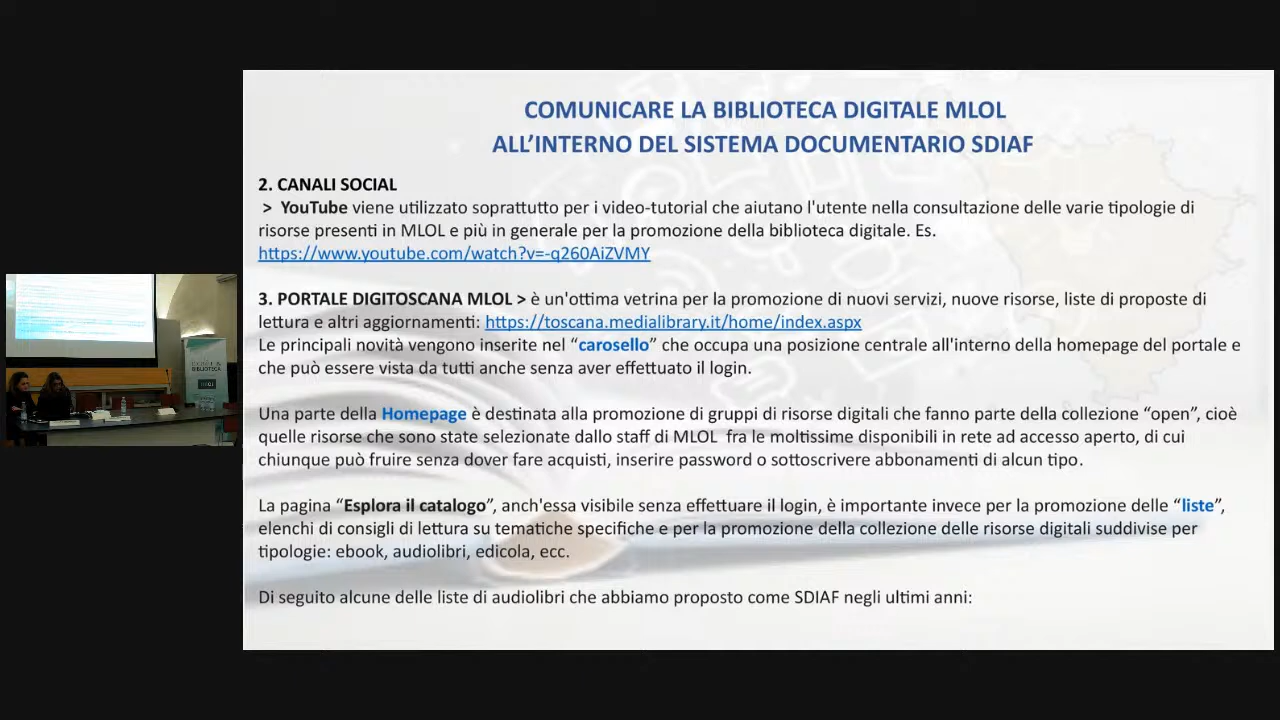 COMUNICARE LA BIBLIOTECA DIGITALE MLOL
ALL'INTERNO DEL SISTEMA DOCUMENTARIO SDIAF
2. CANALI SOCIAL
> YouTube viene utilizzato soprattutto per i video-tutorial che aiutano l'utente nella consultazione delle varie tipologie di
risorse presenti in MLOL e più in generale per la promozione della biblioteca digitale. Es.
https://www.youtube.com/watch?v=-q260AiZVMY
3. PORTALE DIGITOSCANA MLOL > è un'ottima vetrina per la promozione di nuovi servizi, nuove risorse, liste di proposte di
lettura e altri aggiornamenti: https://toscana.medialibrary.it/home/index.aspx
Le principali novità vengono inserite nel “carosello” che occupa una posizione centrale all'interno della homepage del portale e
che può essere vista da tutti anche senza aver effettuato il login.
Una parte della Homepage è destinata alla promozione di gruppi di risorse digitali che fanno parte della collezione “open”, cioè
quelle risorse che sono state selezionate dallo staff di MLOL fra le moltissime disponibili in rete ad accesso aperto, di cui
chiunque può fruire senza dover fare acquisti, inserire password o sottoscrivere abbonamenti di alcun tipo.
La pagina “Esplora il catalogo”, anch'essa visibile senza effettuare il login, è importante invece per la promozione delle “liste”,
elenchi di consigli di lettura su tematiche specifiche e per la promozione della collezione delle risorse digitali suddivise per
tipologie: ebook, audiolibri, edicola, ecc.
Di seguito alcune delle liste di audiolibri che abbiamo proposto come SDIAF negli ultimi anni:
BIBLIOTECA